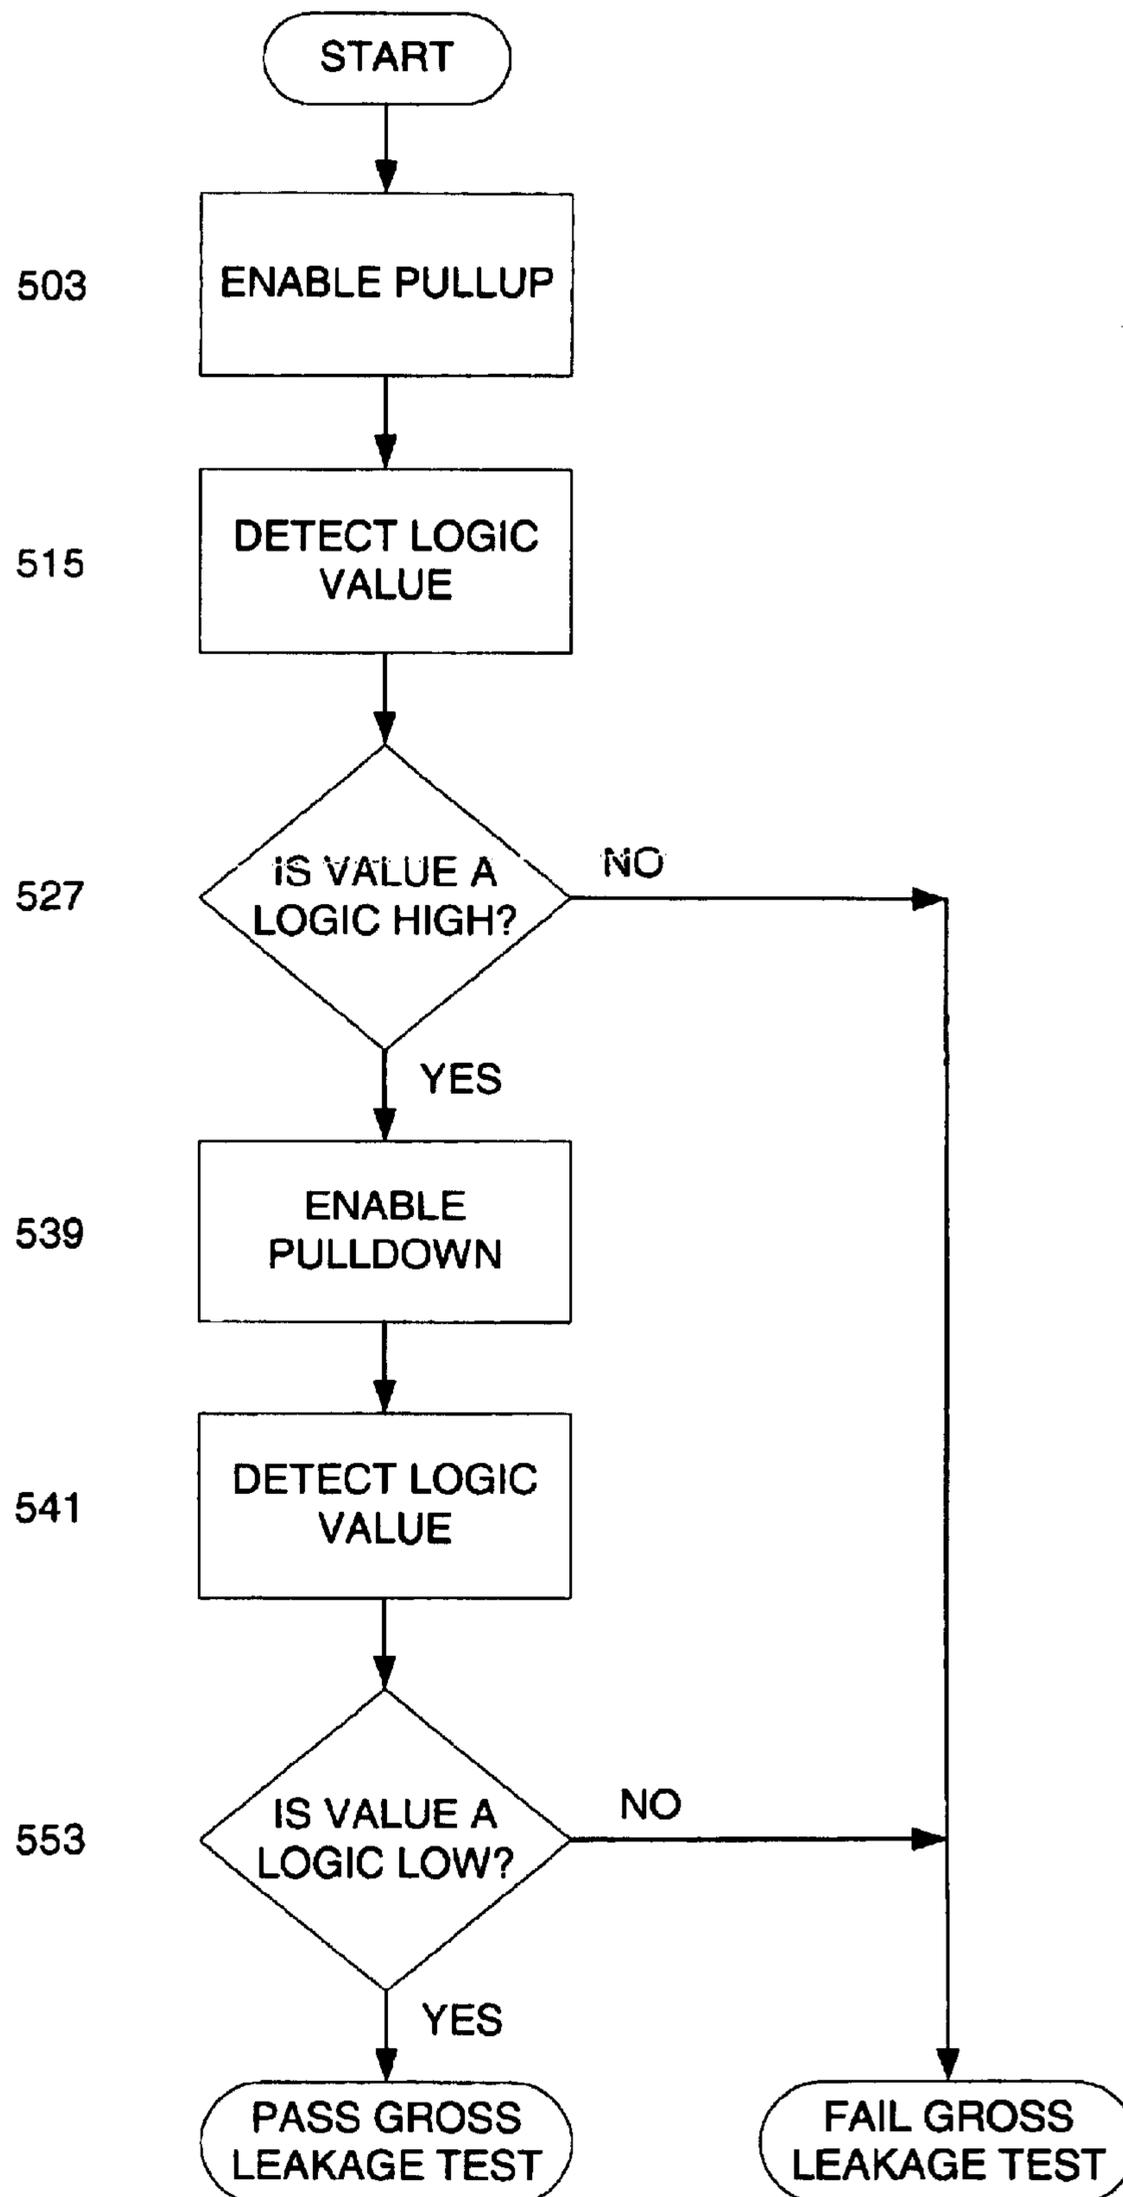 START
503
ENABLE PULLUP
515
DETECT LOGIC
VALUE
527
IS VALUE A
LOGIC HIGH?
NO
YES
539
ENABLE
PULLDOWN
541
DETECT LOGIC
VALUE
553
IS VALUE A
LOGIC LOW?
NO
YES
PASS GROSS
LEAKAGE TEST
FAIL GROSS
LEAKAGE TEST